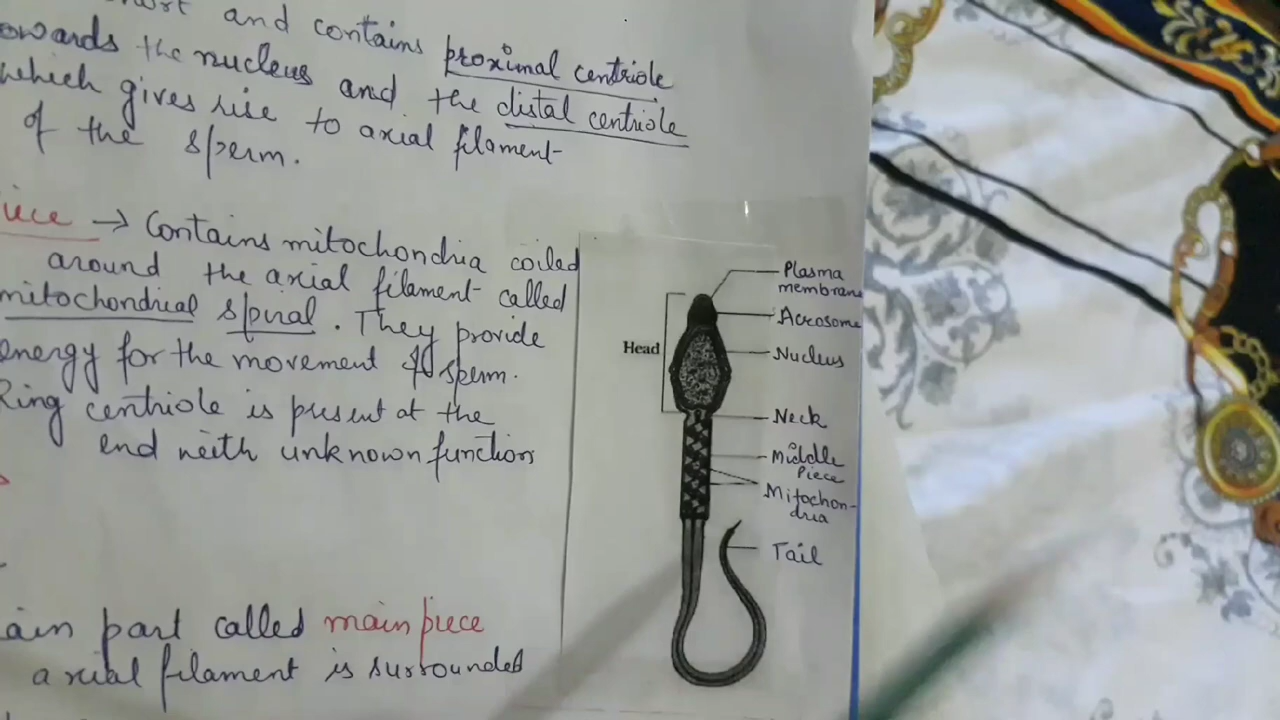 and contains proximal centriole
towards the nucleus and the distal centriole
which gives rise to axial filament
of the sperm.
→ Contains mitochondria coiled
around the axial filament called
mitochondrial spiral. They provide
energy for the movement of sperm.
Ring centriole is present at the
end with unknown function
part called main piece
axial filament is surrounded
Plasma
membrane
Acrosome
Head
Nucleus
Neck
Middle
Piece
Mitochon-
dria
Tail